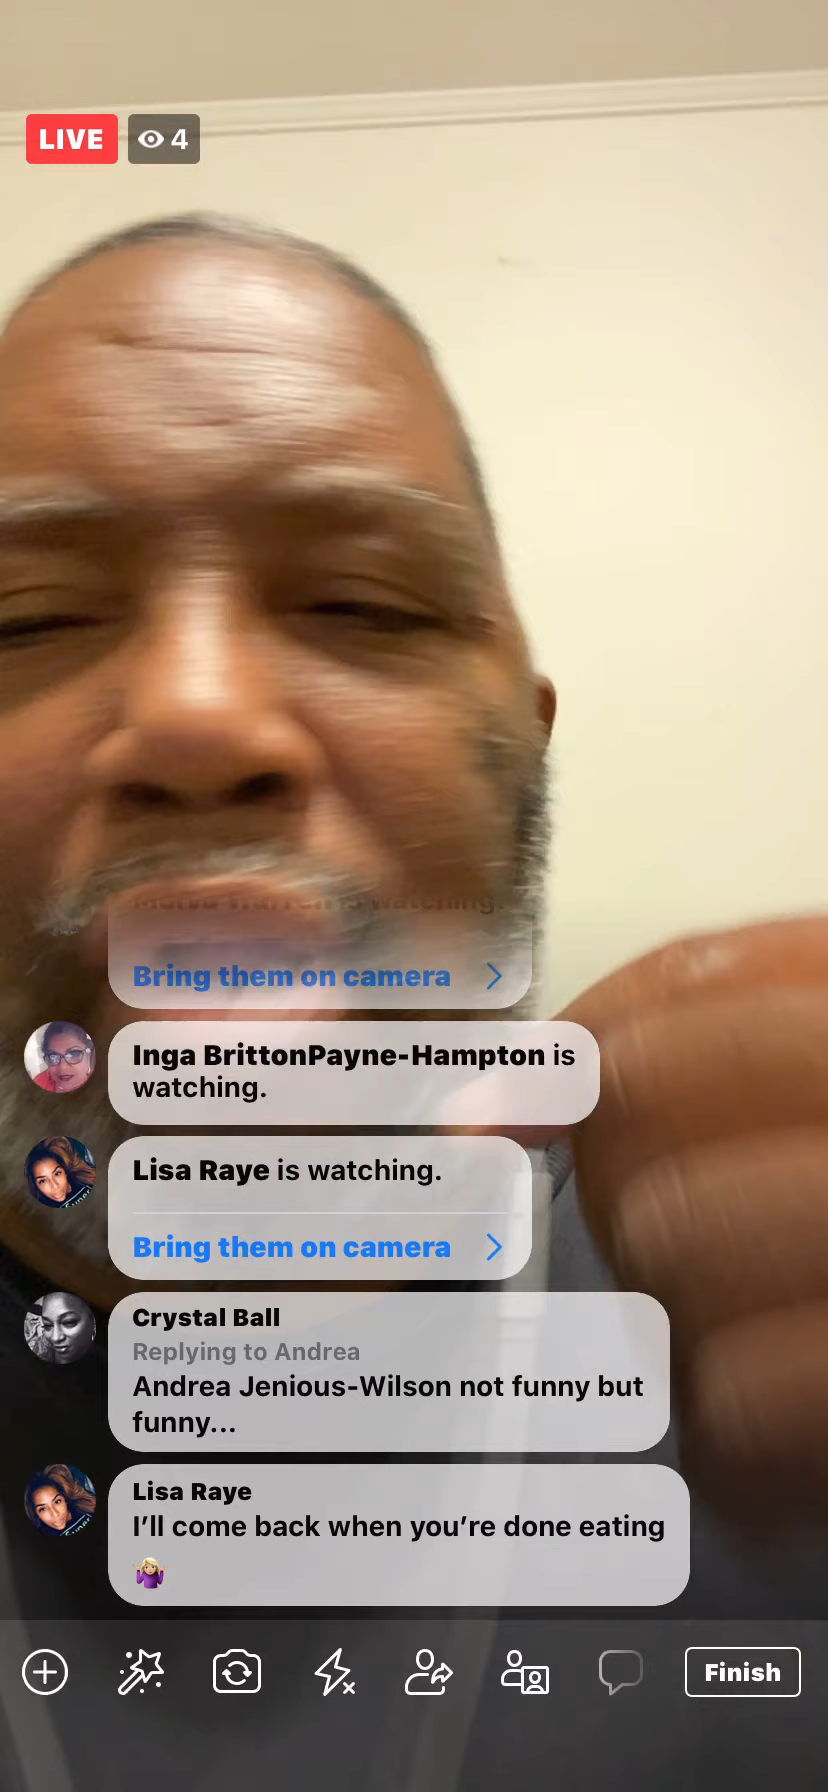 LIVE 4
is watching.
Bring them on camera
Inga BrittonPayne-Hampton is
watching.
Lisa Raye is watching.
Bring them on camera
Crystal Ball
Replying to Andrea
Andrea Jenious-Wilson not funny but
funny...
Lisa Raye
I’ll come back when you’re done eating
🤷🏼‍♀️
Finish